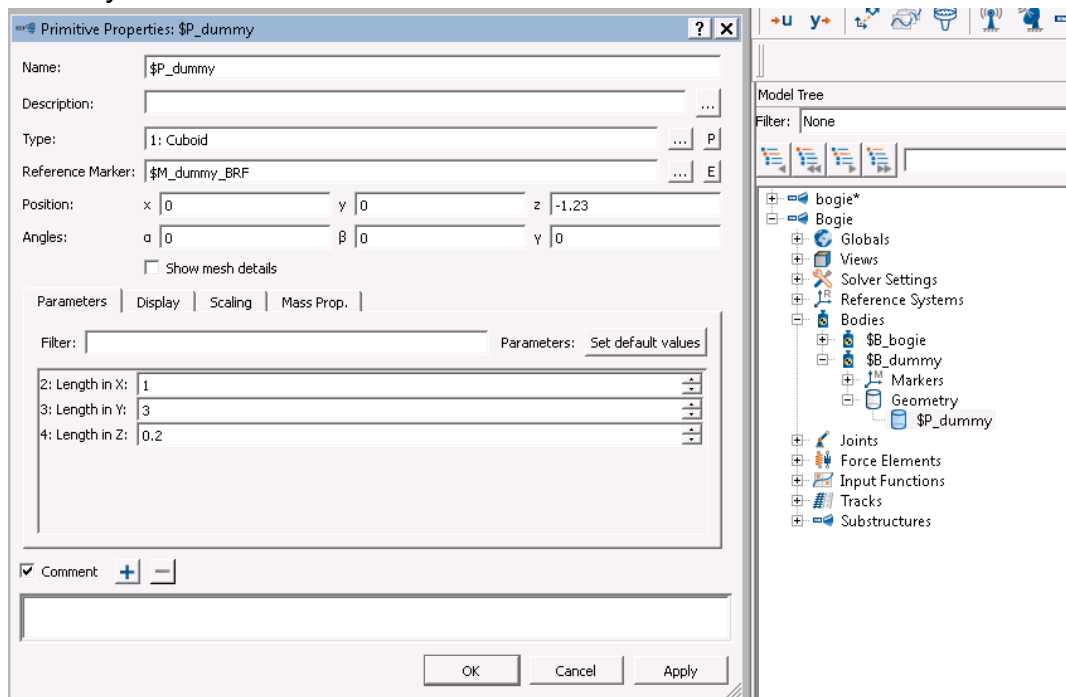 Primitive Properties: $P_dummy ? X
Name: $P_dummy
Description: ...
Type: 1: Cuboid ... P
Reference Marker: $M_dummy_BRF ... E
Position: x 0 y 0 z -1.23
Angles: α 0 β 0 γ 0
Show mesh details
Parameters Display Scaling Mass Prop.
Filter: Parameters: Set default values
2: Length in X: 1
3: Length in Y: 3
4: Length in Z: 0.2
Comment + −
OK Cancel Apply
→u y→
Model Tree
Filter: None
bogie*
Bogie
Globals
Views
Solver Settings
R Reference Systems
Bodies
$B_bogie
$B_dummy
M Markers
Geometry
$P_dummy
Joints
Force Elements
Input Functions
Tracks
Substructures